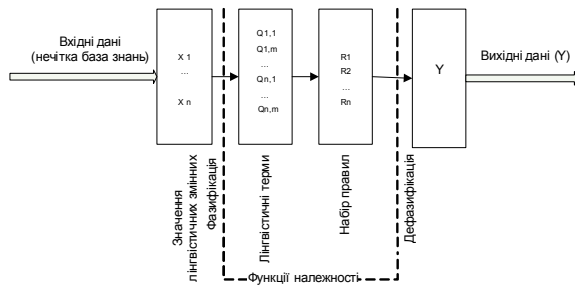 Вхідні дані
(нечітка база знань)
X 1
...
X n
Q1,1
Q1,m
...
Qn,1
...
Qn,m
R1
R2
...
Rn
Y
Вихідні дані (Y)
Значення
лінгвістичних змінних
Фазифікація
Лінгвістичні терми
Набір правил
Дефазифікація
Функції належності